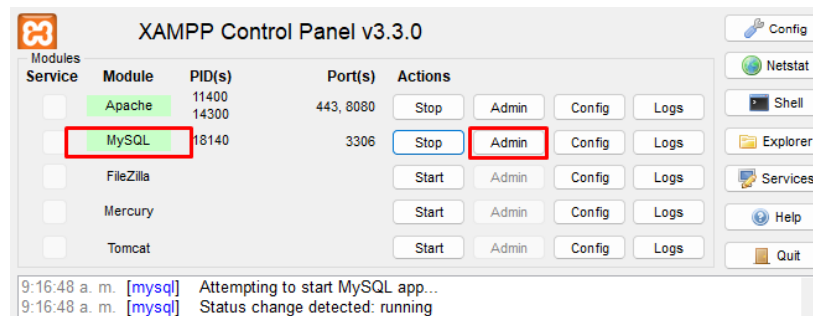 XAMPP Control Panel v3.3.0
Config
Modules
Service Module PID(s) Port(s) Actions
Netstat
Apache 11400 14300 443, 8080 Stop Admin Config Logs
Shell
MySQL 18140 3306 Stop Admin Config Logs
Explorer
FileZilla Start Admin Config Logs
Services
Mercury Start Admin Config Logs
Help
Tomcat Start Admin Config Logs
Quit
9:16:48 a. m. [mysql] Attempting to start MySQL app...
9:16:48 a. m. [mysql] Status change detected: running